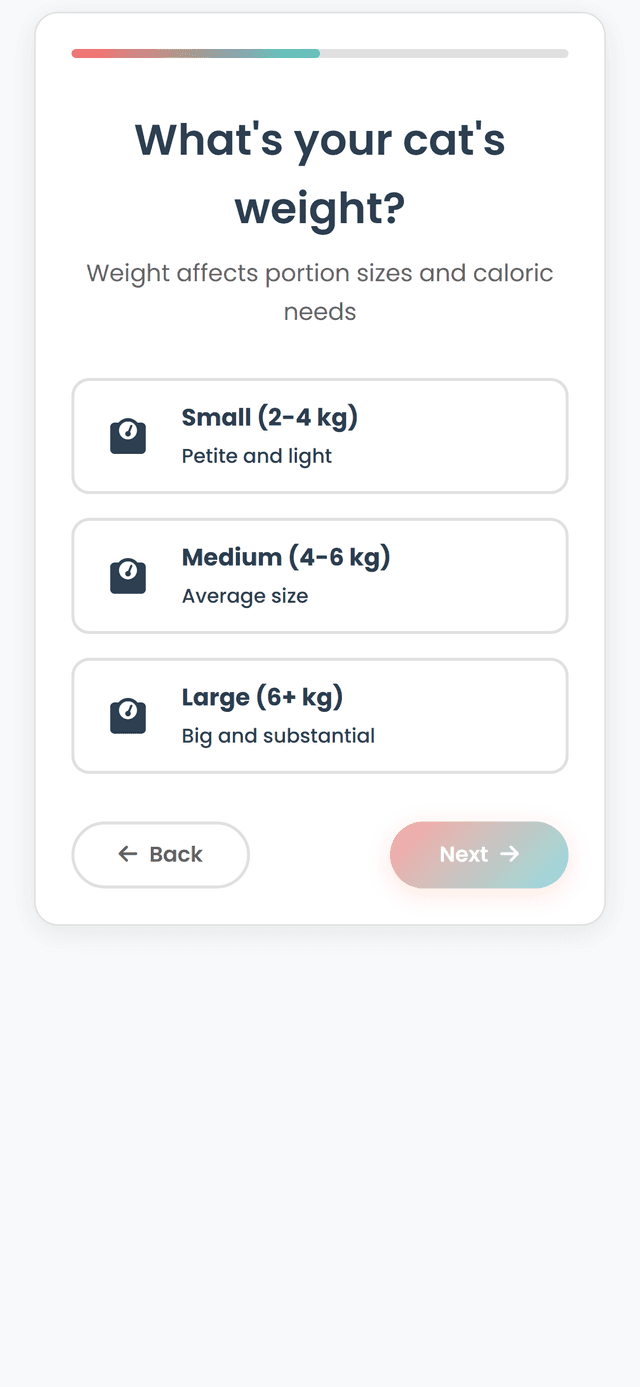 What's your cat's
weight?
Weight affects portion sizes and caloric
needs
Small (2-4 kg)
Petite and light
Medium (4-6 kg)
Average size
Large (6+ kg)
Big and substantial
← Back
Next →